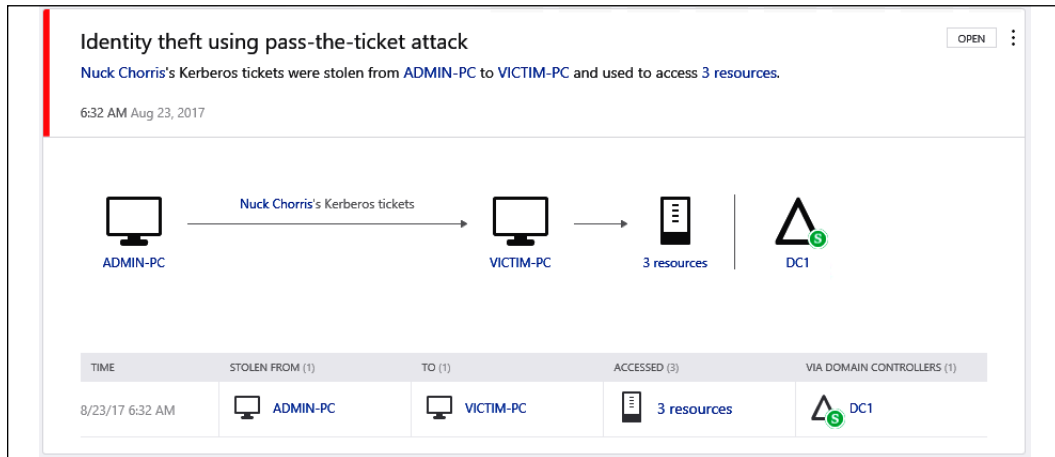 Identity theft using pass-the-ticket attack
OPEN
Nuck Chorris's Kerberos tickets were stolen from ADMIN-PC to VICTIM-PC and used to access 3 resources.
6:32 AM Aug 23, 2017
Nuck Chorris's Kerberos tickets
S
ADMIN-PC
VICTIM-PC
3 resources
DC1
TIME
STOLEN FROM (1)
TO (1)
ACCESSED (3)
VIA DOMAIN CONTROLLERS (1)
8/23/17 6:32 AM
ADMIN-PC
VICTIM-PC
3 resources
S
DC1